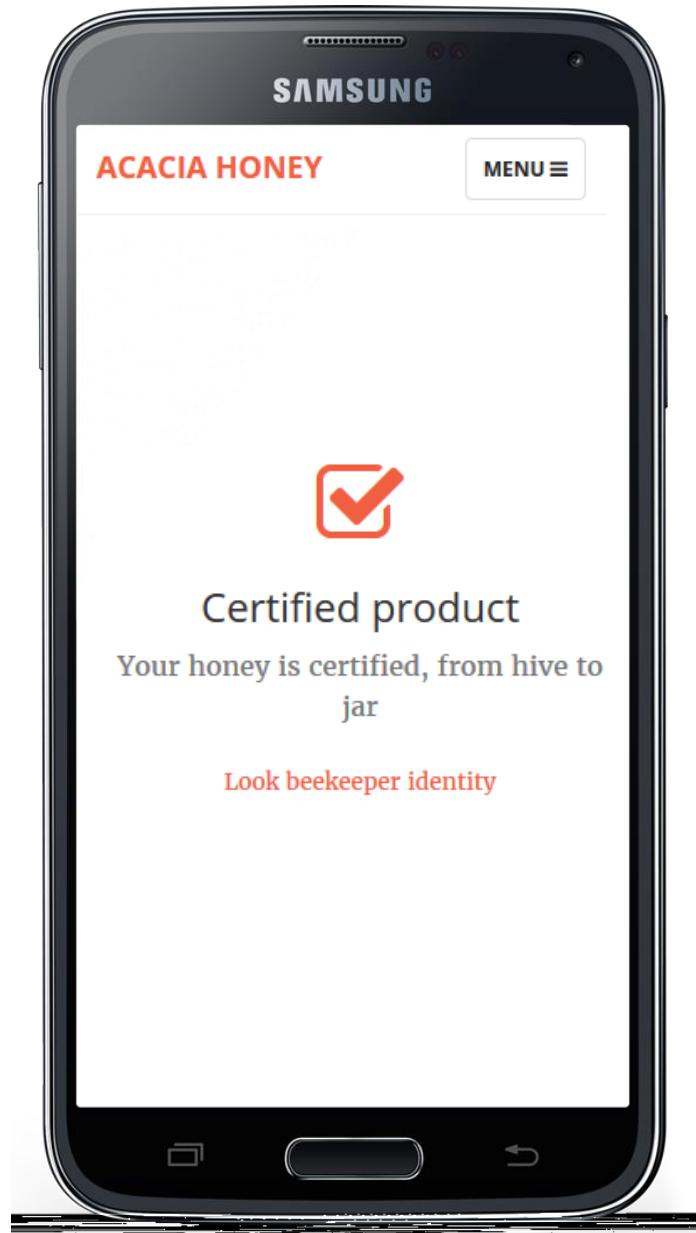 SAMSUNG
ACACIA HONEY
MENU
Certified product
Your honey is certified, from hive to
jar
Look beekeeper identity